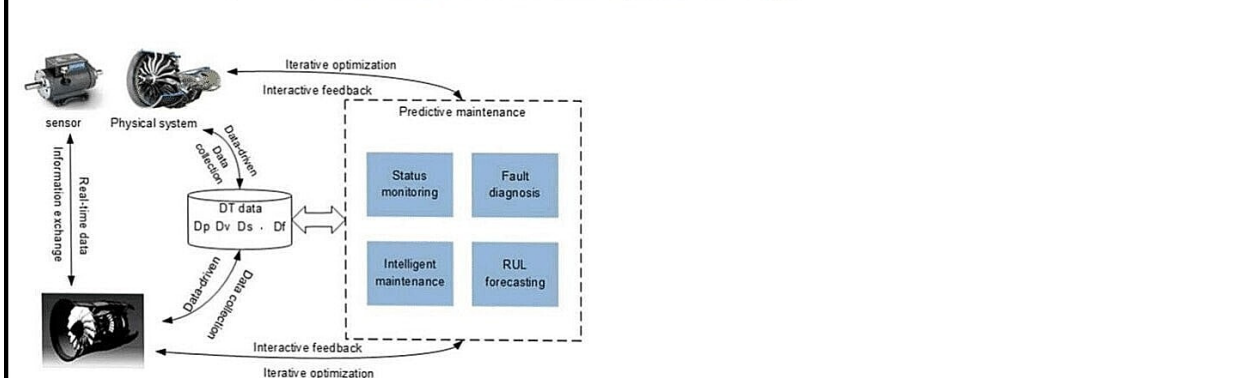 Iterative optimization
Interactive feedback
Predictive maintenance
sensor
Physical system
Data-driven
Data
collection
Status
monitoring
Fault
diagnosis
Real-time data
Information exchange
DT data
Dp Dv Ds . Df
Intelligent
maintenance
RUL
forecasting
Data-driven
Data collection
Interactive feedback
Iterative optimization